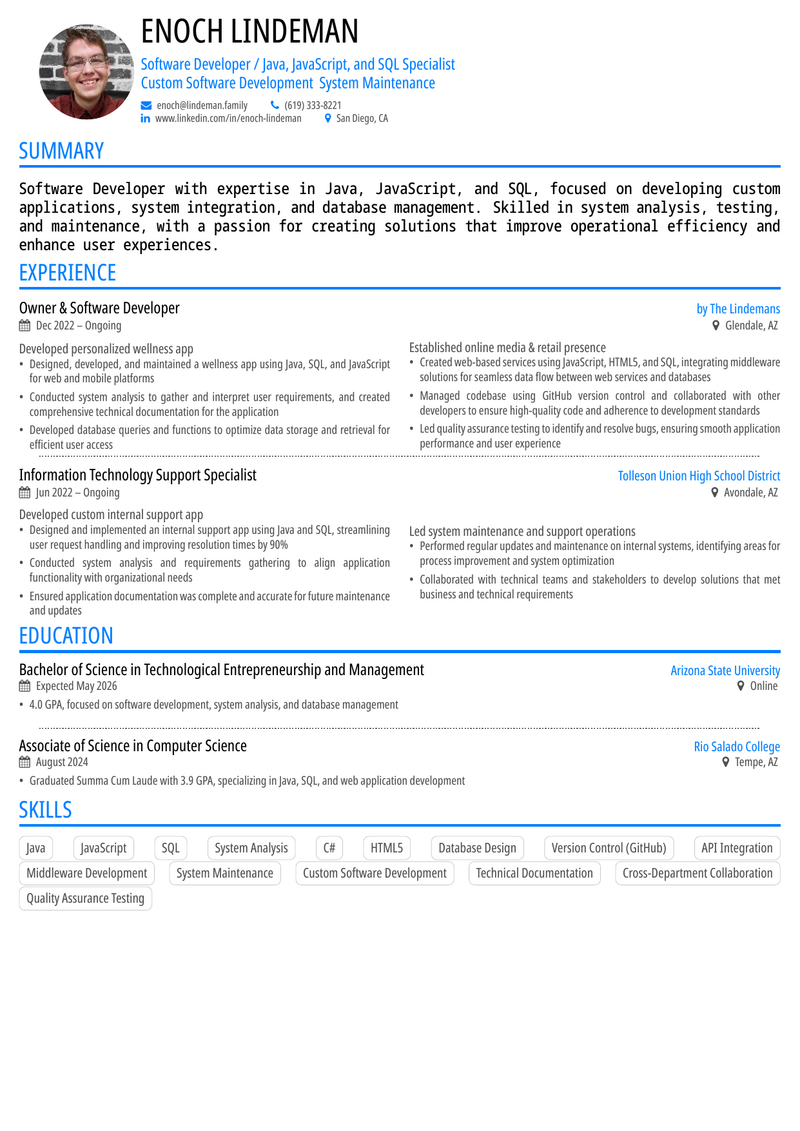 ENOCH LINDEMAN
Software Developer / Java, JavaScript, and SQL Specialist
Custom Software Development System Maintenance
enoch@lindeman.family (619) 333-8221
www.linkedin.com/in/enoch-lindeman San Diego, CA
SUMMARY
Software Developer with expertise in Java, JavaScript, and SQL, focused on developing custom
applications, system integration, and database management. Skilled in system analysis, testing,
and maintenance, with a passion for creating solutions that improve operational efficiency and
enhance user experiences.
EXPERIENCE
Owner & Software Developer by The Lindemans
Dec 2022 – Ongoing Glendale, AZ
Developed personalized wellness app
• Designed, developed, and maintained a wellness app using Java, SQL, and JavaScript
for web and mobile platforms
• Conducted system analysis to gather and interpret user requirements, and created
comprehensive technical documentation for the application
• Developed database queries and functions to optimize data storage and retrieval for
efficient user access
Established online media & retail presence
• Created web-based services using JavaScript, HTML5, and SQL, integrating middleware
solutions for seamless data flow between web services and databases
• Managed codebase using GitHub version control and collaborated with other
developers to ensure high-quality code and adherence to development standards
• Led quality assurance testing to identify and resolve bugs, ensuring smooth application
performance and user experience
Information Technology Support Specialist Tolleson Union High School District
Jun 2022 – Ongoing Avondale, AZ
Developed custom internal support app
• Designed and implemented an internal support app using Java and SQL, streamlining
user request handling and improving resolution times by 90%
• Conducted system analysis and requirements gathering to align application
functionality with organizational needs
• Ensured application documentation was complete and accurate for future maintenance
and updates
Led system maintenance and support operations
• Performed regular updates and maintenance on internal systems, identifying areas for
process improvement and system optimization
• Collaborated with technical teams and stakeholders to develop solutions that met
business and technical requirements
EDUCATION
Bachelor of Science in Technological Entrepreneurship and Management Arizona State University
Expected May 2026 Online
• 4.0 GPA, focused on software development, system analysis, and database management
Associate of Science in Computer Science Rio Salado College
August 2024 Tempe, AZ
• Graduated Summa Cum Laude with 3.9 GPA, specializing in Java, SQL, and web application development
SKILLS
Java JavaScript SQL System Analysis C# HTML5 Database Design Version Control (GitHub) API Integration
Middleware Development System Maintenance Custom Software Development Technical Documentation Cross-Department Collaboration
Quality Assurance Testing